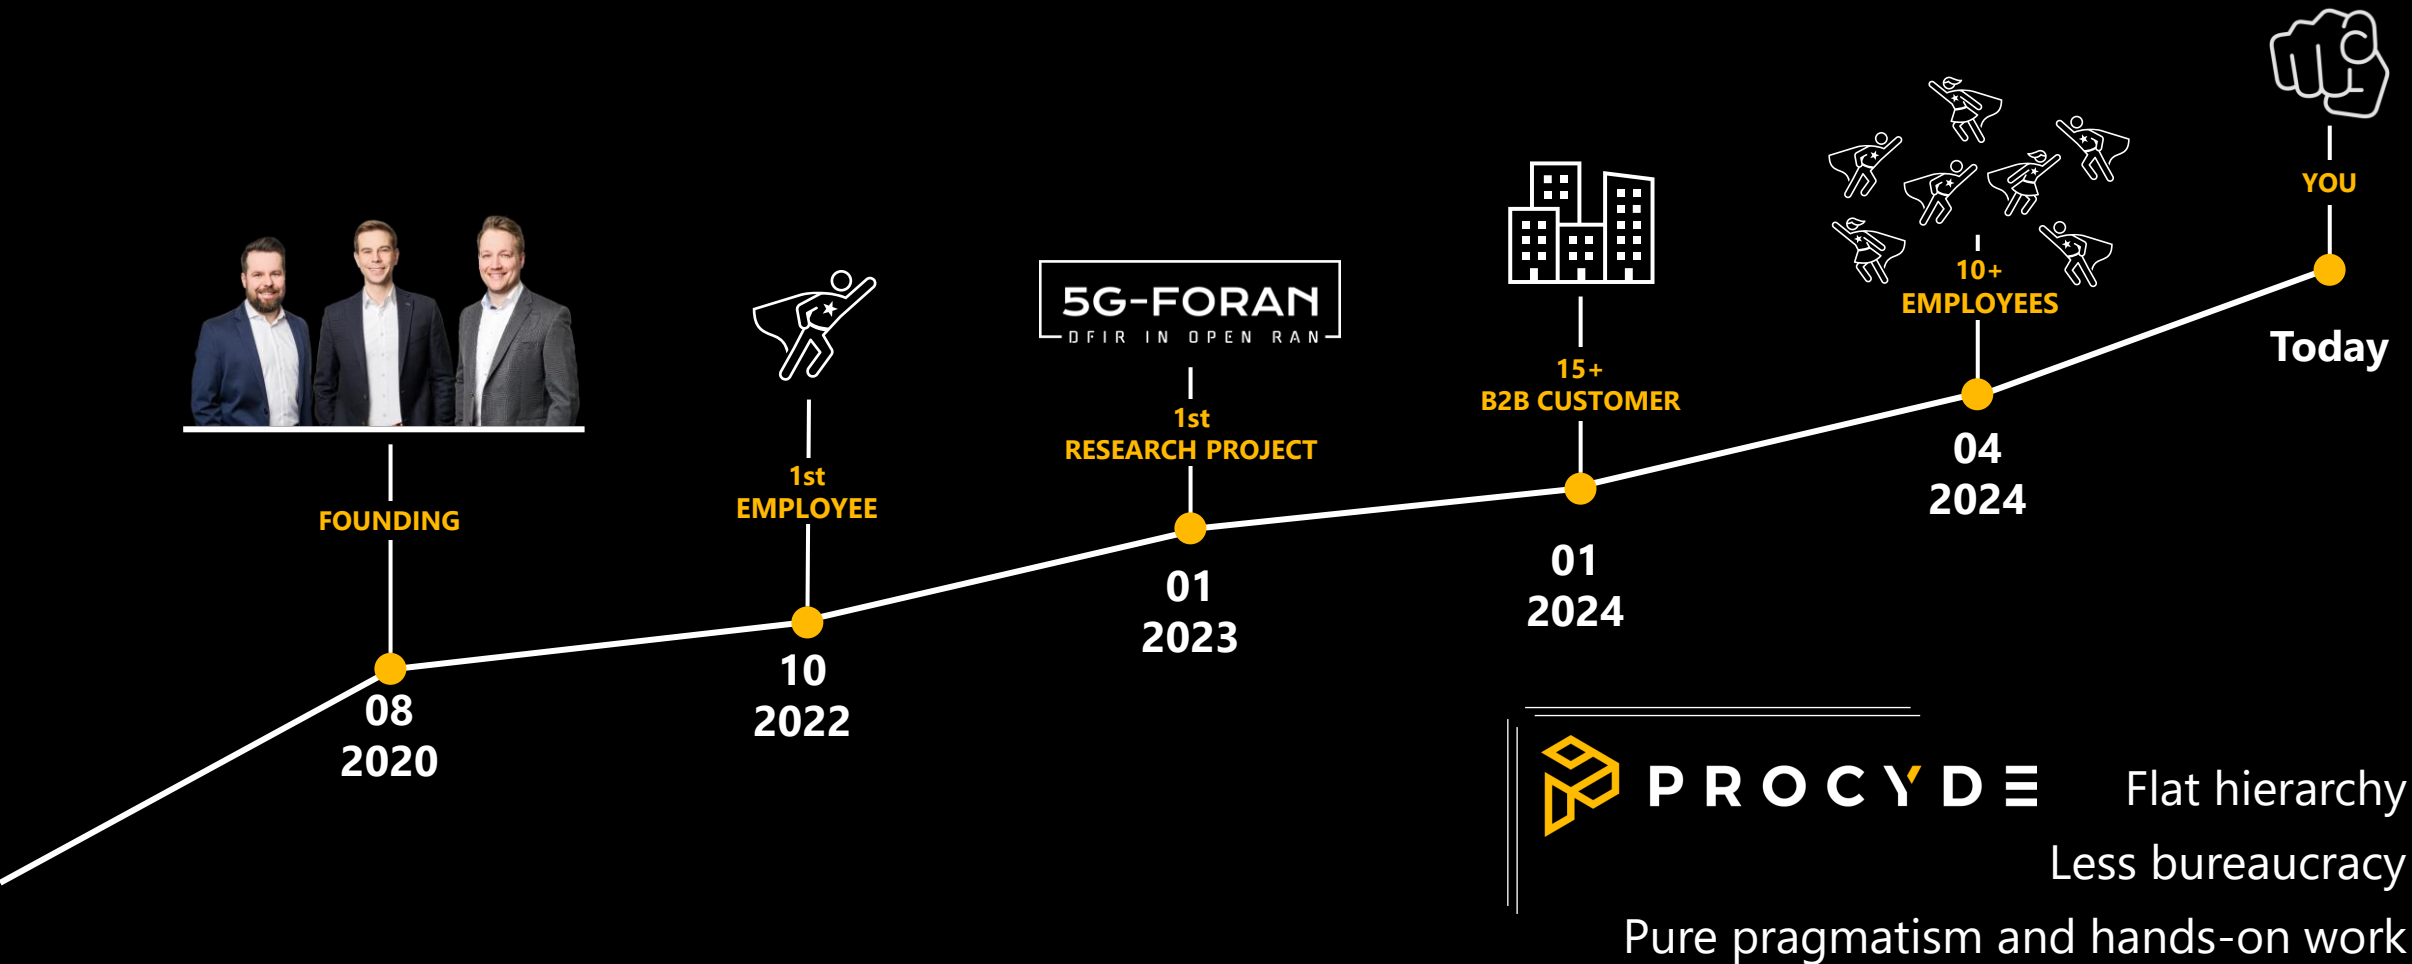 FOUNDING
08
2020
1st
EMPLOYEE
10
2022
5G-FORAN
DFIR IN OPEN RAN
1st
RESEARCH PROJECT
01
2023
15+
B2B CUSTOMER
01
2024
10+
EMPLOYEES
04
2024
YOU
Today
PROCYDE
Flat hierarchy
Less bureaucracy
Pure pragmatism and hands-on work